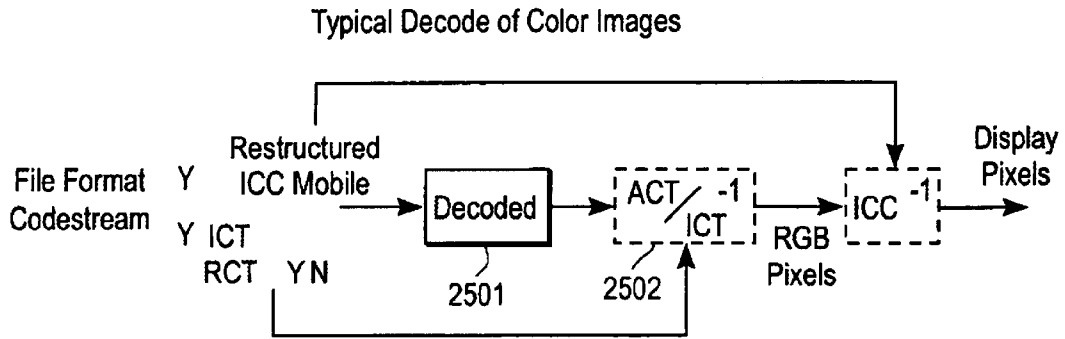 Typical Decode of Color Images
File Format
Codestream
Y
Restructured
ICC Mobile
Y ICT
RCT Y N
Decoded
2501
ACT/ICT -1
2502
RGB
Pixels
ICC -1
Display
Pixels